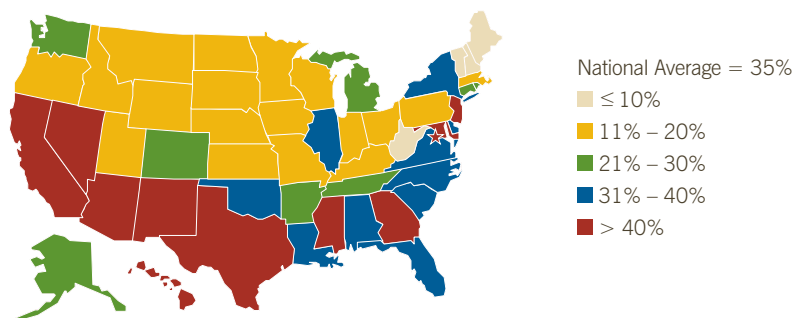 National Average = 35%
≤ 10%
11% – 20%
21% – 30%
31% – 40%
> 40%